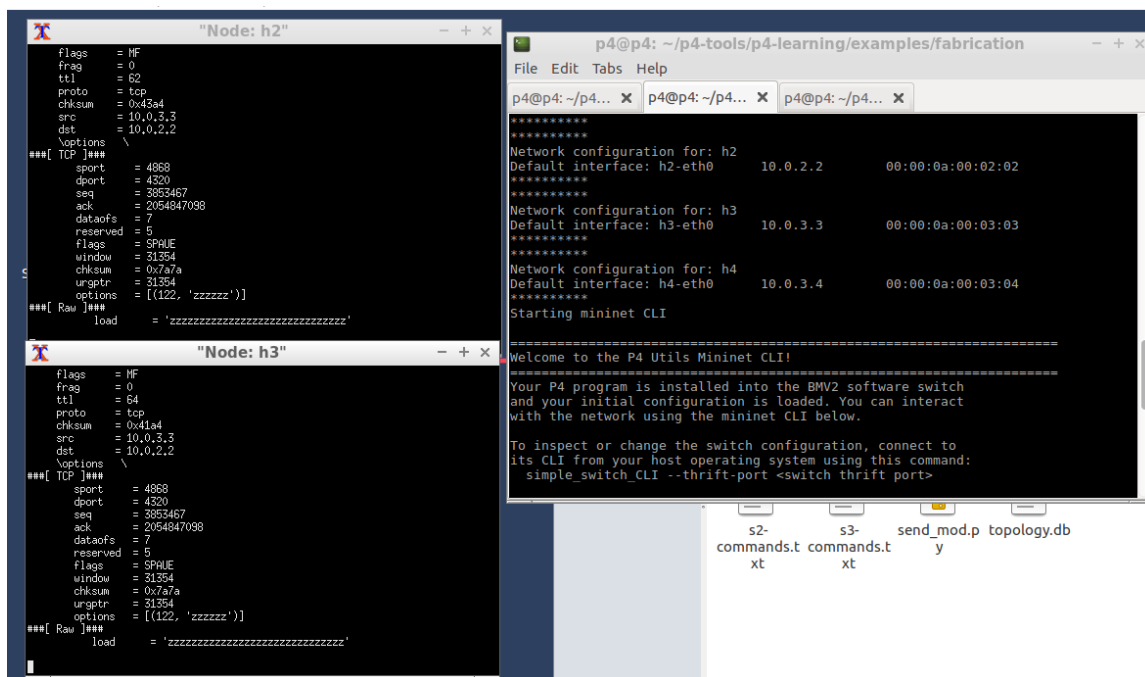 "Node: h2"
flags = MF
frag = 0
ttl = 62
proto = tcp
chksum = 0x43a4
src = 10.0.3.3
dst = 10.0.2.2
\options \
###[ TCP ]###
sport = 4868
dport = 4320
seq = 3853467
ack = 2054847098
dataofs = 7
reserved = 5
flags = SPAUE
window = 31354
chksum = 0x7a7a
urgptr = 31354
options = [(122, 'zzzzzz')]
###[ Raw ]###
load = 'zzzzzzzzzzzzzzzzzzzzzzzzzzzzzz'
"Node: h3"
flags = MF
frag = 0
ttl = 64
proto = tcp
chksum = 0x41a4
src = 10.0.3.3
dst = 10.0.2.2
\options \
###[ TCP ]###
sport = 4868
dport = 4320
seq = 3853467
ack = 2054847098
dataofs = 7
reserved = 5
flags = SPAUE
window = 31354
chksum = 0x7a7a
urgptr = 31354
options = [(122, 'zzzzzz')]
###[ Raw ]###
load = 'zzzzzzzzzzzzzzzzzzzzzzzzzzzzzz'
p4@p4: ~/p4-tools/p4-learning/examples/fabrication
File Edit Tabs Help
p4@p4: ~/p4... p4@p4: ~/p4... p4@p4: ~/p4...
**********
**********
Network configuration for: h2
Default interface: h2-eth0 10.0.2.2 00:00:0a:00:02:02
**********
**********
Network configuration for: h3
Default interface: h3-eth0 10.0.3.3 00:00:0a:00:03:03
**********
**********
Network configuration for: h4
Default interface: h4-eth0 10.0.3.4 00:00:0a:00:03:04
**********
Starting mininet CLI
======================================================================
Welcome to the P4 Utils Mininet CLI!
======================================================================
Your P4 program is installed into the BMV2 software switch
and your initial configuration is loaded. You can interact
with the network using the mininet CLI below.
To inspect or change the switch configuration, connect to
its CLI from your host operating system using this command:
simple_switch_CLI --thrift-port <switch thrift port>
s2-commands.txt
s3-commands.txt
send_mod.py
topology.db